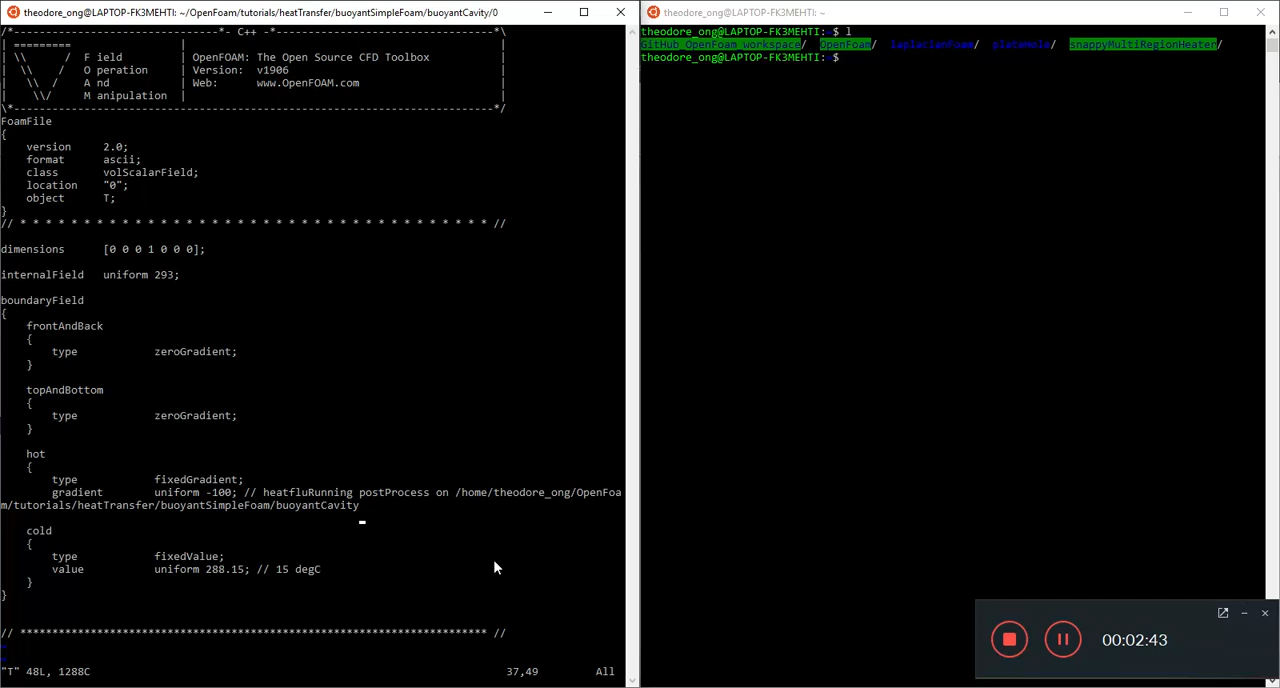 theodore_ong@LAPTOP-FK3MEHTI: ~/OpenFoam/tutorials/heatTransfer/buoyantSimpleFoam/buoyantCavity/0
/*--------------------------------*- C++ -*----------------------------------*\
| =========                 |                                                 |
| \\      /  F ield         | OpenFOAM: The Open Source CFD Toolbox           |
|  \\    /   O peration     | Version:  v1906                                 |
|   \\  /    A nd           | Web:      www.OpenFOAM.com                      |
|    \\/     M anipulation  |                                                 |
\*---------------------------------------------------------------------------*/
FoamFile
{
    version     2.0;
    format      ascii;
    class       volScalarField;
    location    "0";
    object      T;
}
// * * * * * * * * * * * * * * * * * * * * * * * * * * * * * * * * * * * * * //
dimensions      [0 0 0 1 0 0 0];
internalField   uniform 293;
boundaryField
{
    frontAndBack
    {
        type            zeroGradient;
    }
    topAndBottom
    {
        type            zeroGradient;
    }
    hot
    {
        type            fixedGradient;
        gradient        uniform -100; // heatfluRunning postProcess on /home/theodore_ong/OpenFoa
m/tutorials/heatTransfer/buoyantSimpleFoam/buoyantCavity
    cold
    {
        type            fixedValue;
        value           uniform 288.15; // 15 degC
    }
}
// ************************************************************************* //
~
~
"T" 48L, 1288C 37,49 All
theodore_ong@LAPTOP-FK3MEHTI: ~
theodore_ong@LAPTOP-FK3MEHTI:~$ l
GitHub_OpenFoam_workspace/  OpenFoam/  laplacianFoam/  plateHole/  snappyMultiRegionHeater/
theodore_ong@LAPTOP-FK3MEHTI:~$
00:02:43